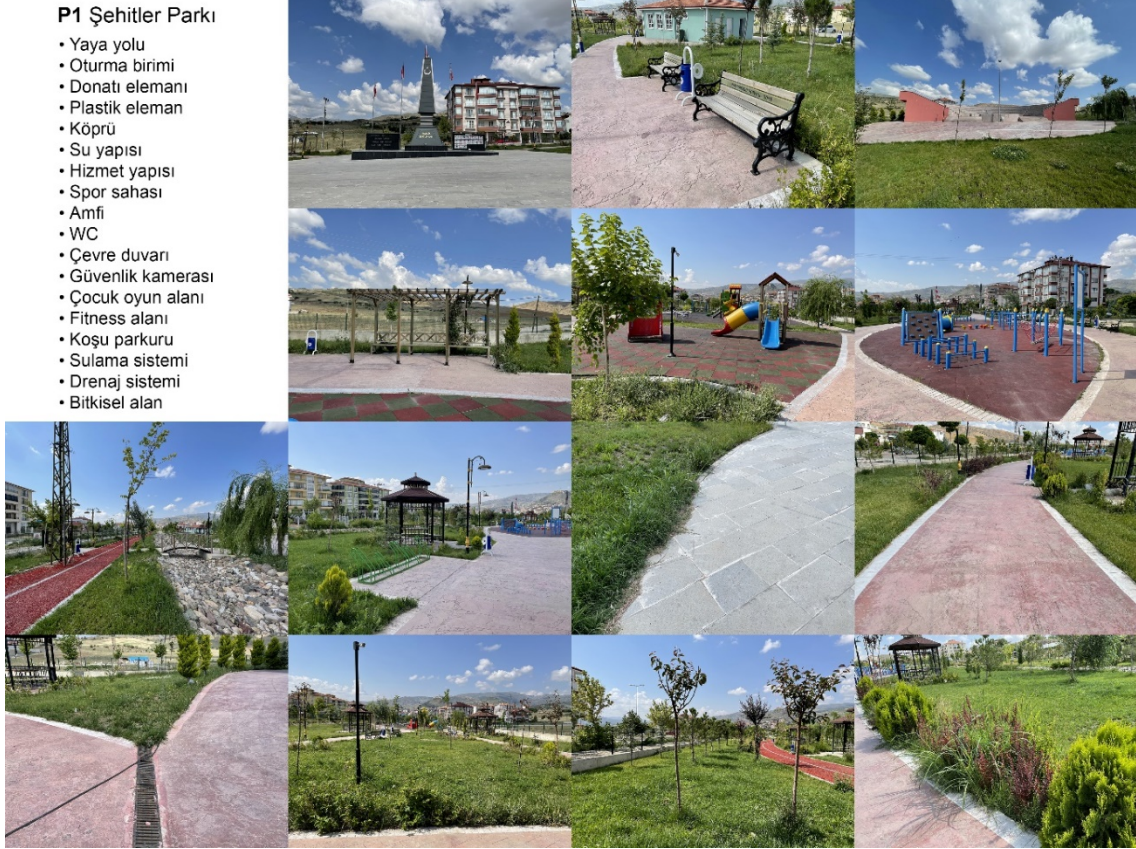 P1 Şehitler Parkı
• Yaya yolu
• Oturma birimi
• Donatı elemanı
• Plastik eleman
• Köprü
• Su yapısı
• Hizmet yapısı
• Spor sahası
• Amfi
• WC
• Çevre duvarı
• Güvenlik kamerası
• Çocuk oyun alanı
• Fitness alanı
• Koşu parkuru
• Sulama sistemi
• Drenaj sistemi
• Bitkisel alan